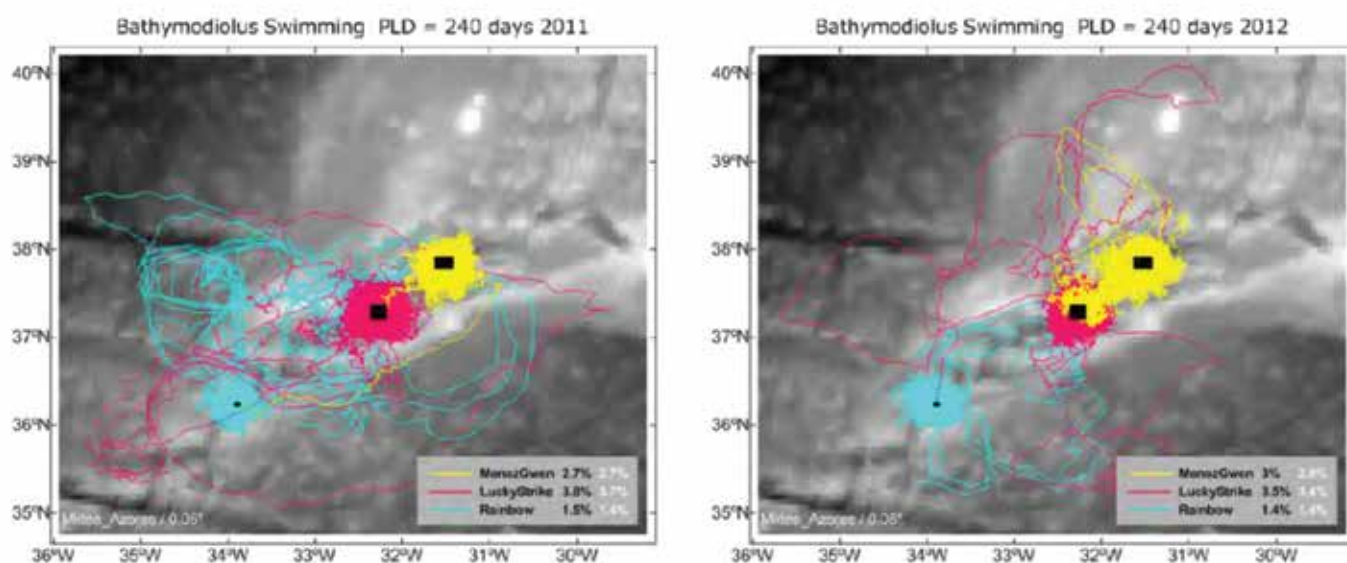 Bathymodiolus Swimming PLD = 240 days 2011
40°N
39°N
38°N
37°N
36°N
35°N
MenezGwen 2.7% 2.7%
LuckyStrike 3.8% 3.7%
Rainbow 1.5% 1.4%
Azores / 0.05°
36°W 35°W 34°W 33°W 32°W 31°W 30°W
Bathymodiolus Swimming PLD = 240 days 2012
40°N
39°N
38°N
37°N
36°N
35°N
MenezGwen 3%
LuckyStrike 3.5% 3.4%
Rainbow 1.4% 1.4%
Azores / 0.05°
36°W 35°W 34°W 33°W 32°W 31°W 30°W